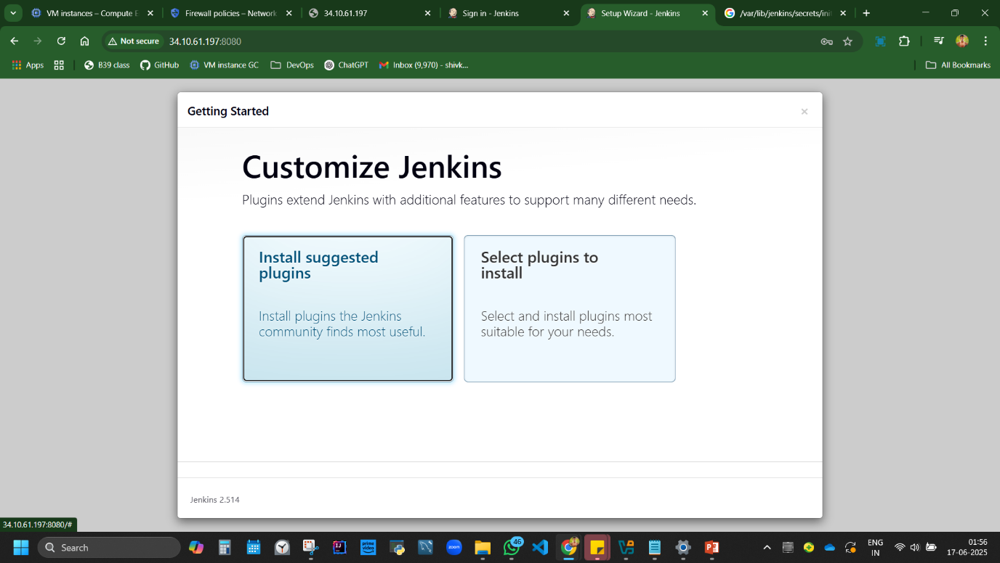 VM instances – Compute E
Firewall policies – Network
34.10.61.197
Sign in - Jenkins
Setup Wizard - Jenkins
/var/lib/jenkins/secrets/ini
Not secure
34.10.61.197:8080
Apps
B39 class
GitHub
VM instance GC
DevOps
ChatGPT
Inbox (9,970) - shivk...
All Bookmarks
Getting Started
Customize Jenkins
Plugins extend Jenkins with additional features to support many different needs.
Install suggested
plugins
Install plugins the Jenkins
community finds most useful.
Select plugins to
install
Select and install plugins most
suitable for your needs.
Jenkins 2.514
34.10.61.197:8080/#
Search
prime
video
zoom
46
ENG
IN
01:56
17-06-2025